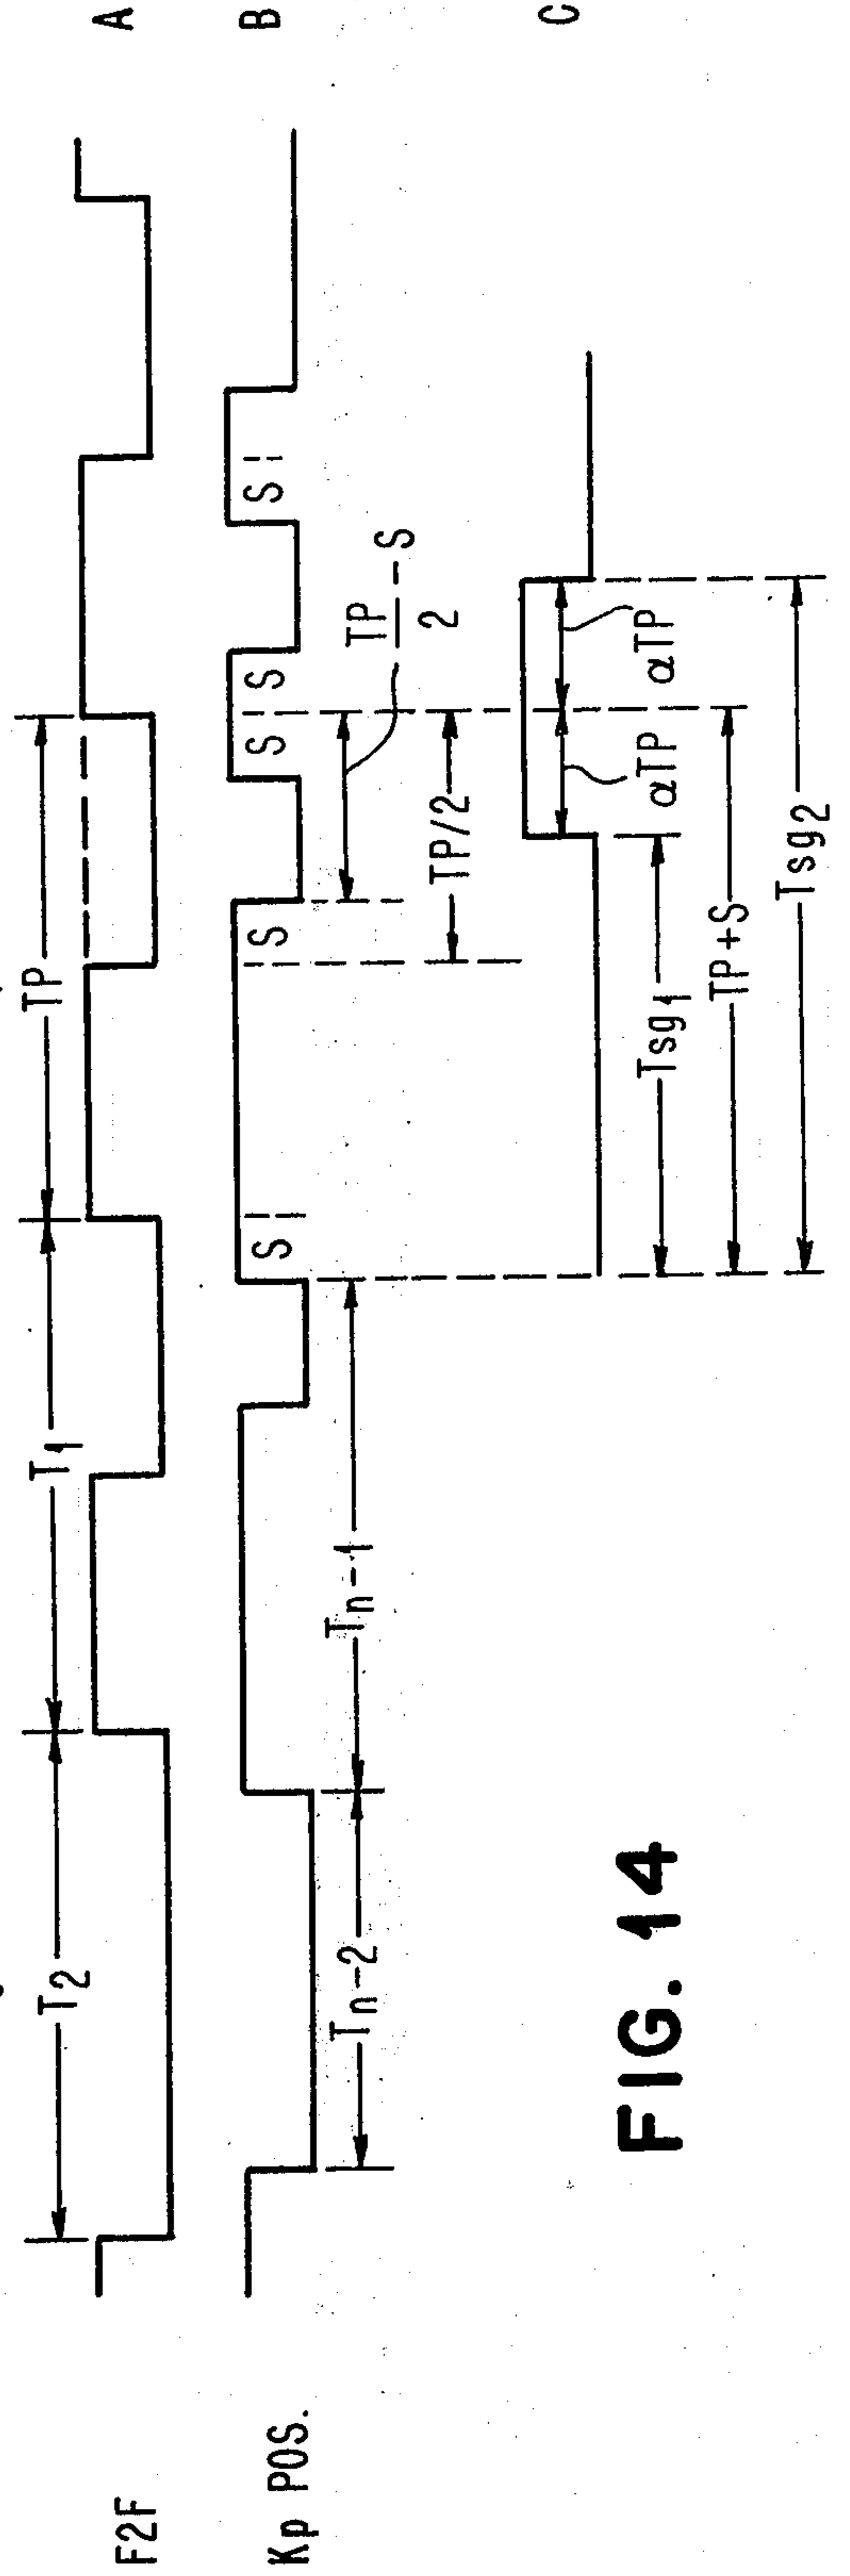 F2F
A
T2
T1
TP
Kp POS.
B
S
S
S
S
S
Tn-2
Tn-1
TP/2 - S
TP/2
C
αTP
αTP
Tsg1
TP+S
Tsg2
FIG. 14